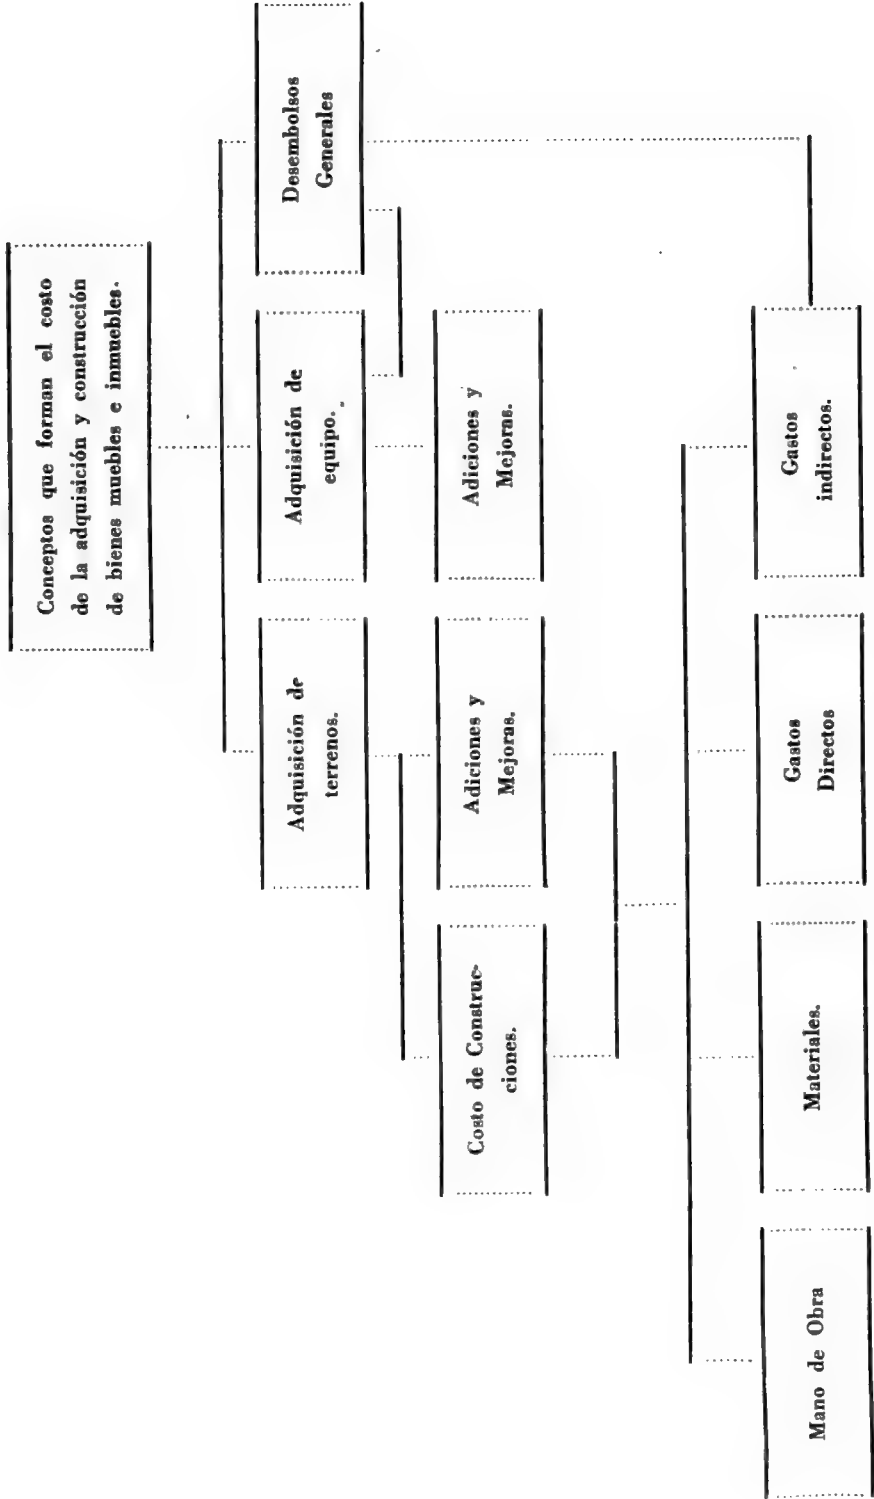 Conceptos que forman el costo
de la adquisición y construcción
de bienes muebles e inmuebles.
Adquisición de
terrenos.
Adquisición de
equipo.
Desembolsos
Generales
Costo de Construc-
ciones.
Adiciones y
Mejoras.
Adiciones y
Mejoras.
Mano de Obra
Materiales.
Gastos
Directos
Gastos
indirectos.